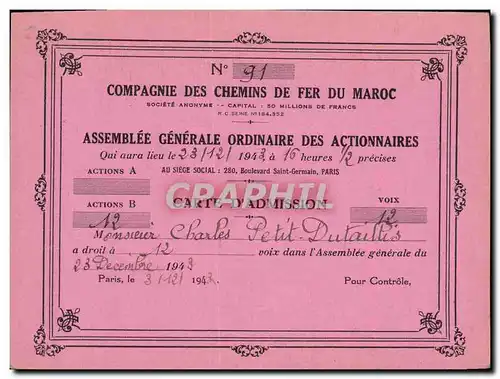 N° 91
COMPAGNIE DES CHEMINS DE FER DU MAROC
SOCIÉTÉ ANONYME -- CAPITAL : 50 MILLIONS DE FRANCS
R.C. SEINE N° 184.352
ASSEMBLÉE GÉNÉRALE ORDINAIRE DES ACTIONNAIRES
Qui aura lieu le 23/12/1943 à 16 heures 1/2 précises
ACTIONS A AU SIÈGE SOCIAL : 280, Boulevard Saint-Germain, PARIS
CPARAMA
ACTIONS B CARTE D'ADMISSION VOIX
12 12
Monsieur Charles Petit-Dutaillis
a droit à 12 voix dans l'Assemblée générale du
23 Decembre 1943
Paris, le 3/12/ 1943. Pour Contrôle,